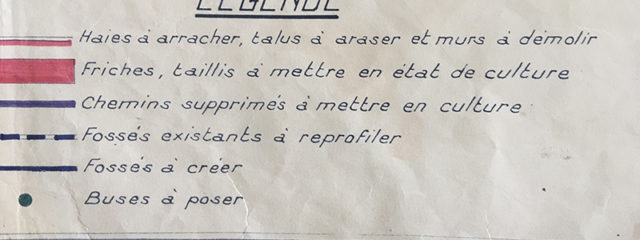 LÉGENDE
Haies à arracher, talus à araser et murs à démolir
Friches, taillis à mettre en état de culture
Chemins supprimés à mettre en culture
Fossés existants à reprofiler
Fossés à créer
Buses à poser